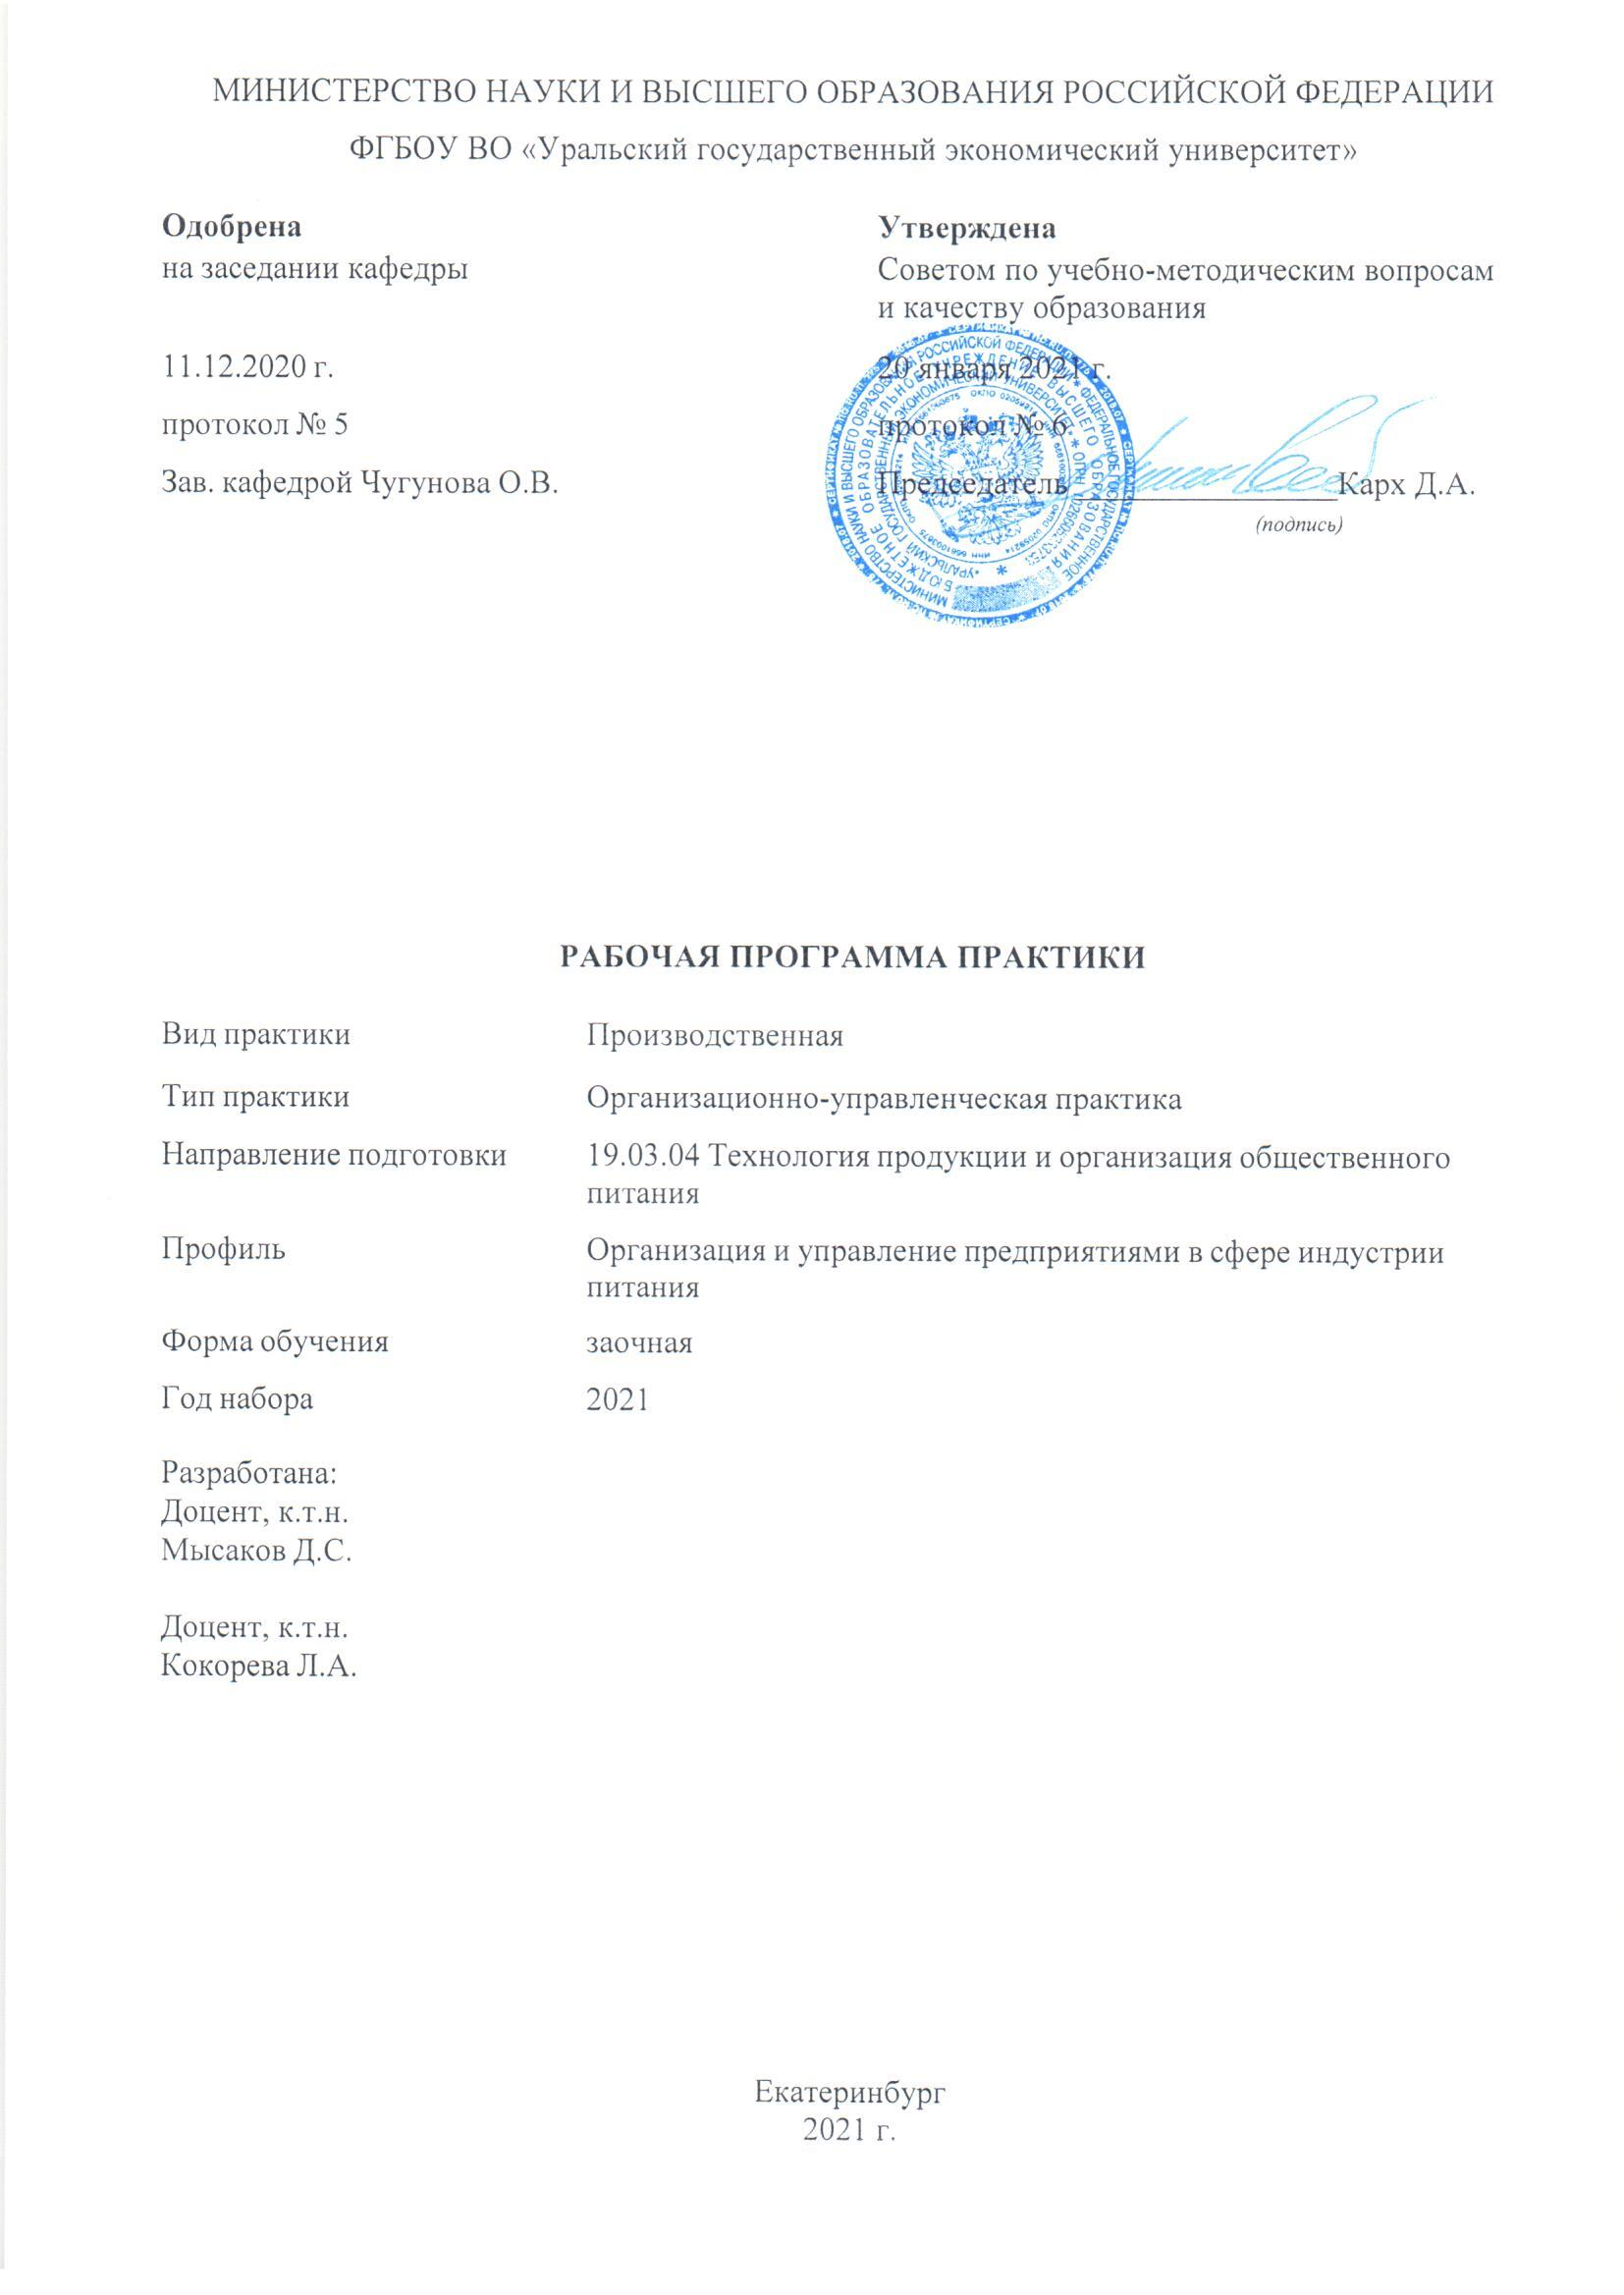 МИНИСТЕРСТВО НАУКИ И ВЫСШЕГО ОБРАЗОВАНИЯ РОССИЙСКОЙ ФЕДЕРАЦИИ
ФГБОУ ВО «Уральский государственный экономический университет»
Одобрена
на заседании кафедры
11.12.2020 г.
протокол № 5
Зав. кафедрой Чугунова О.В.
Утверждена
Советом по учебно-методическим вопросам
и качеству образования
20 января 2021 г.
протокол № 6
Председатель Карх Д.А.
(подпись)
РАБОЧАЯ ПРОГРАММА ПРАКТИКИ
Вид практики Производственная
Тип практики Организационно-управленческая практика
Направление подготовки 19.03.04 Технология продукции и организация общественного
питания
Профиль Организация и управление предприятиями в сфере индустрии
питания
Форма обучения заочная
Год набора 2021
Разработана:
Доцент, к.т.н.
Мысаков Д.С.
Доцент, к.т.н.
Кокорева Л.А.
Екатеринбург
2021 г.